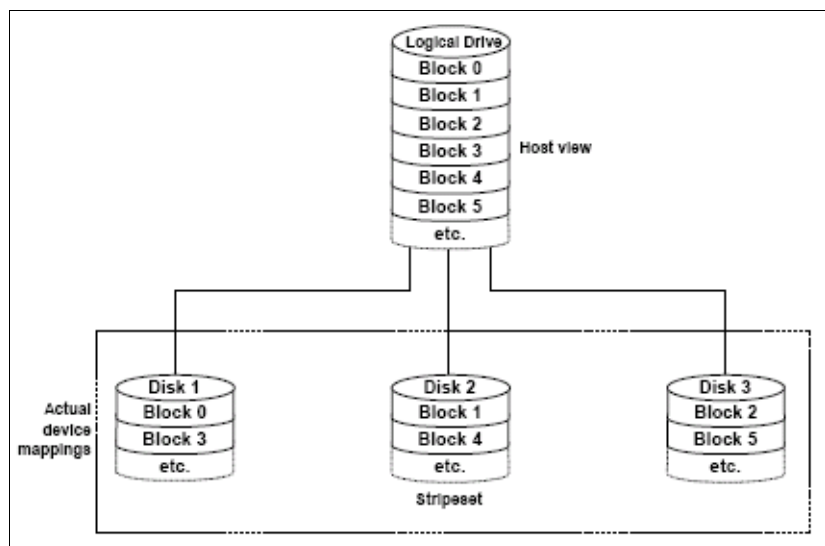 Logical Drive
Block 0
Block 1
Block 2
Block 3
Block 4
Block 5
etc.
Host view
Actual
device
mappings
Disk 1
Block 0
Block 3
etc.
Disk 2
Block 1
Block 4
etc.
Stripeset
Disk 3
Block 2
Block 5
etc.